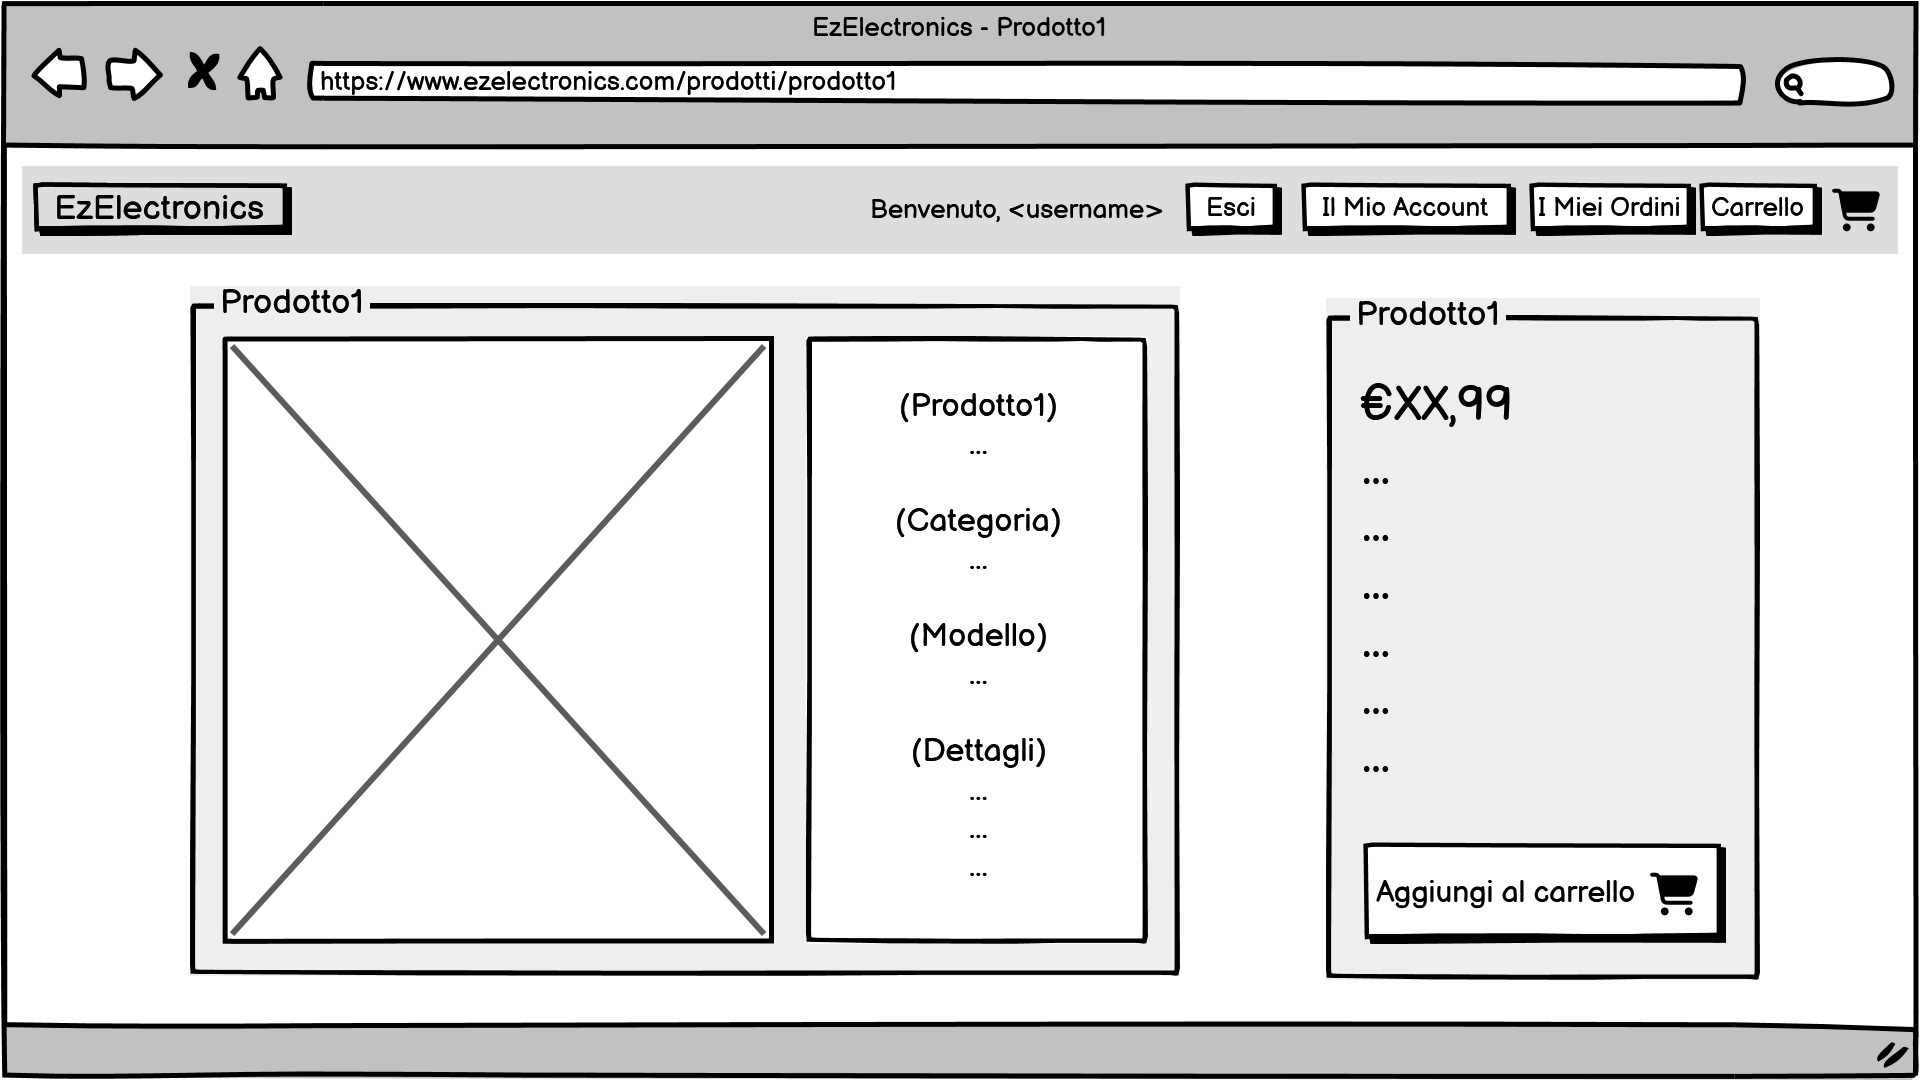 EzElectronics - Prodotto1
https://www.ezelectronics.com/prodotti/prodotto1
EzElectronics
Benvenuto, <username>
Esci
Il Mio Account
I Miei Ordini
Carrello
Prodotto1
(Prodotto1)
...
(Categoria)
...
(Modello)
...
(Dettagli)
...
...
...
Prodotto1
€XX,99
...
...
...
...
...
...
Aggiungi al carrello